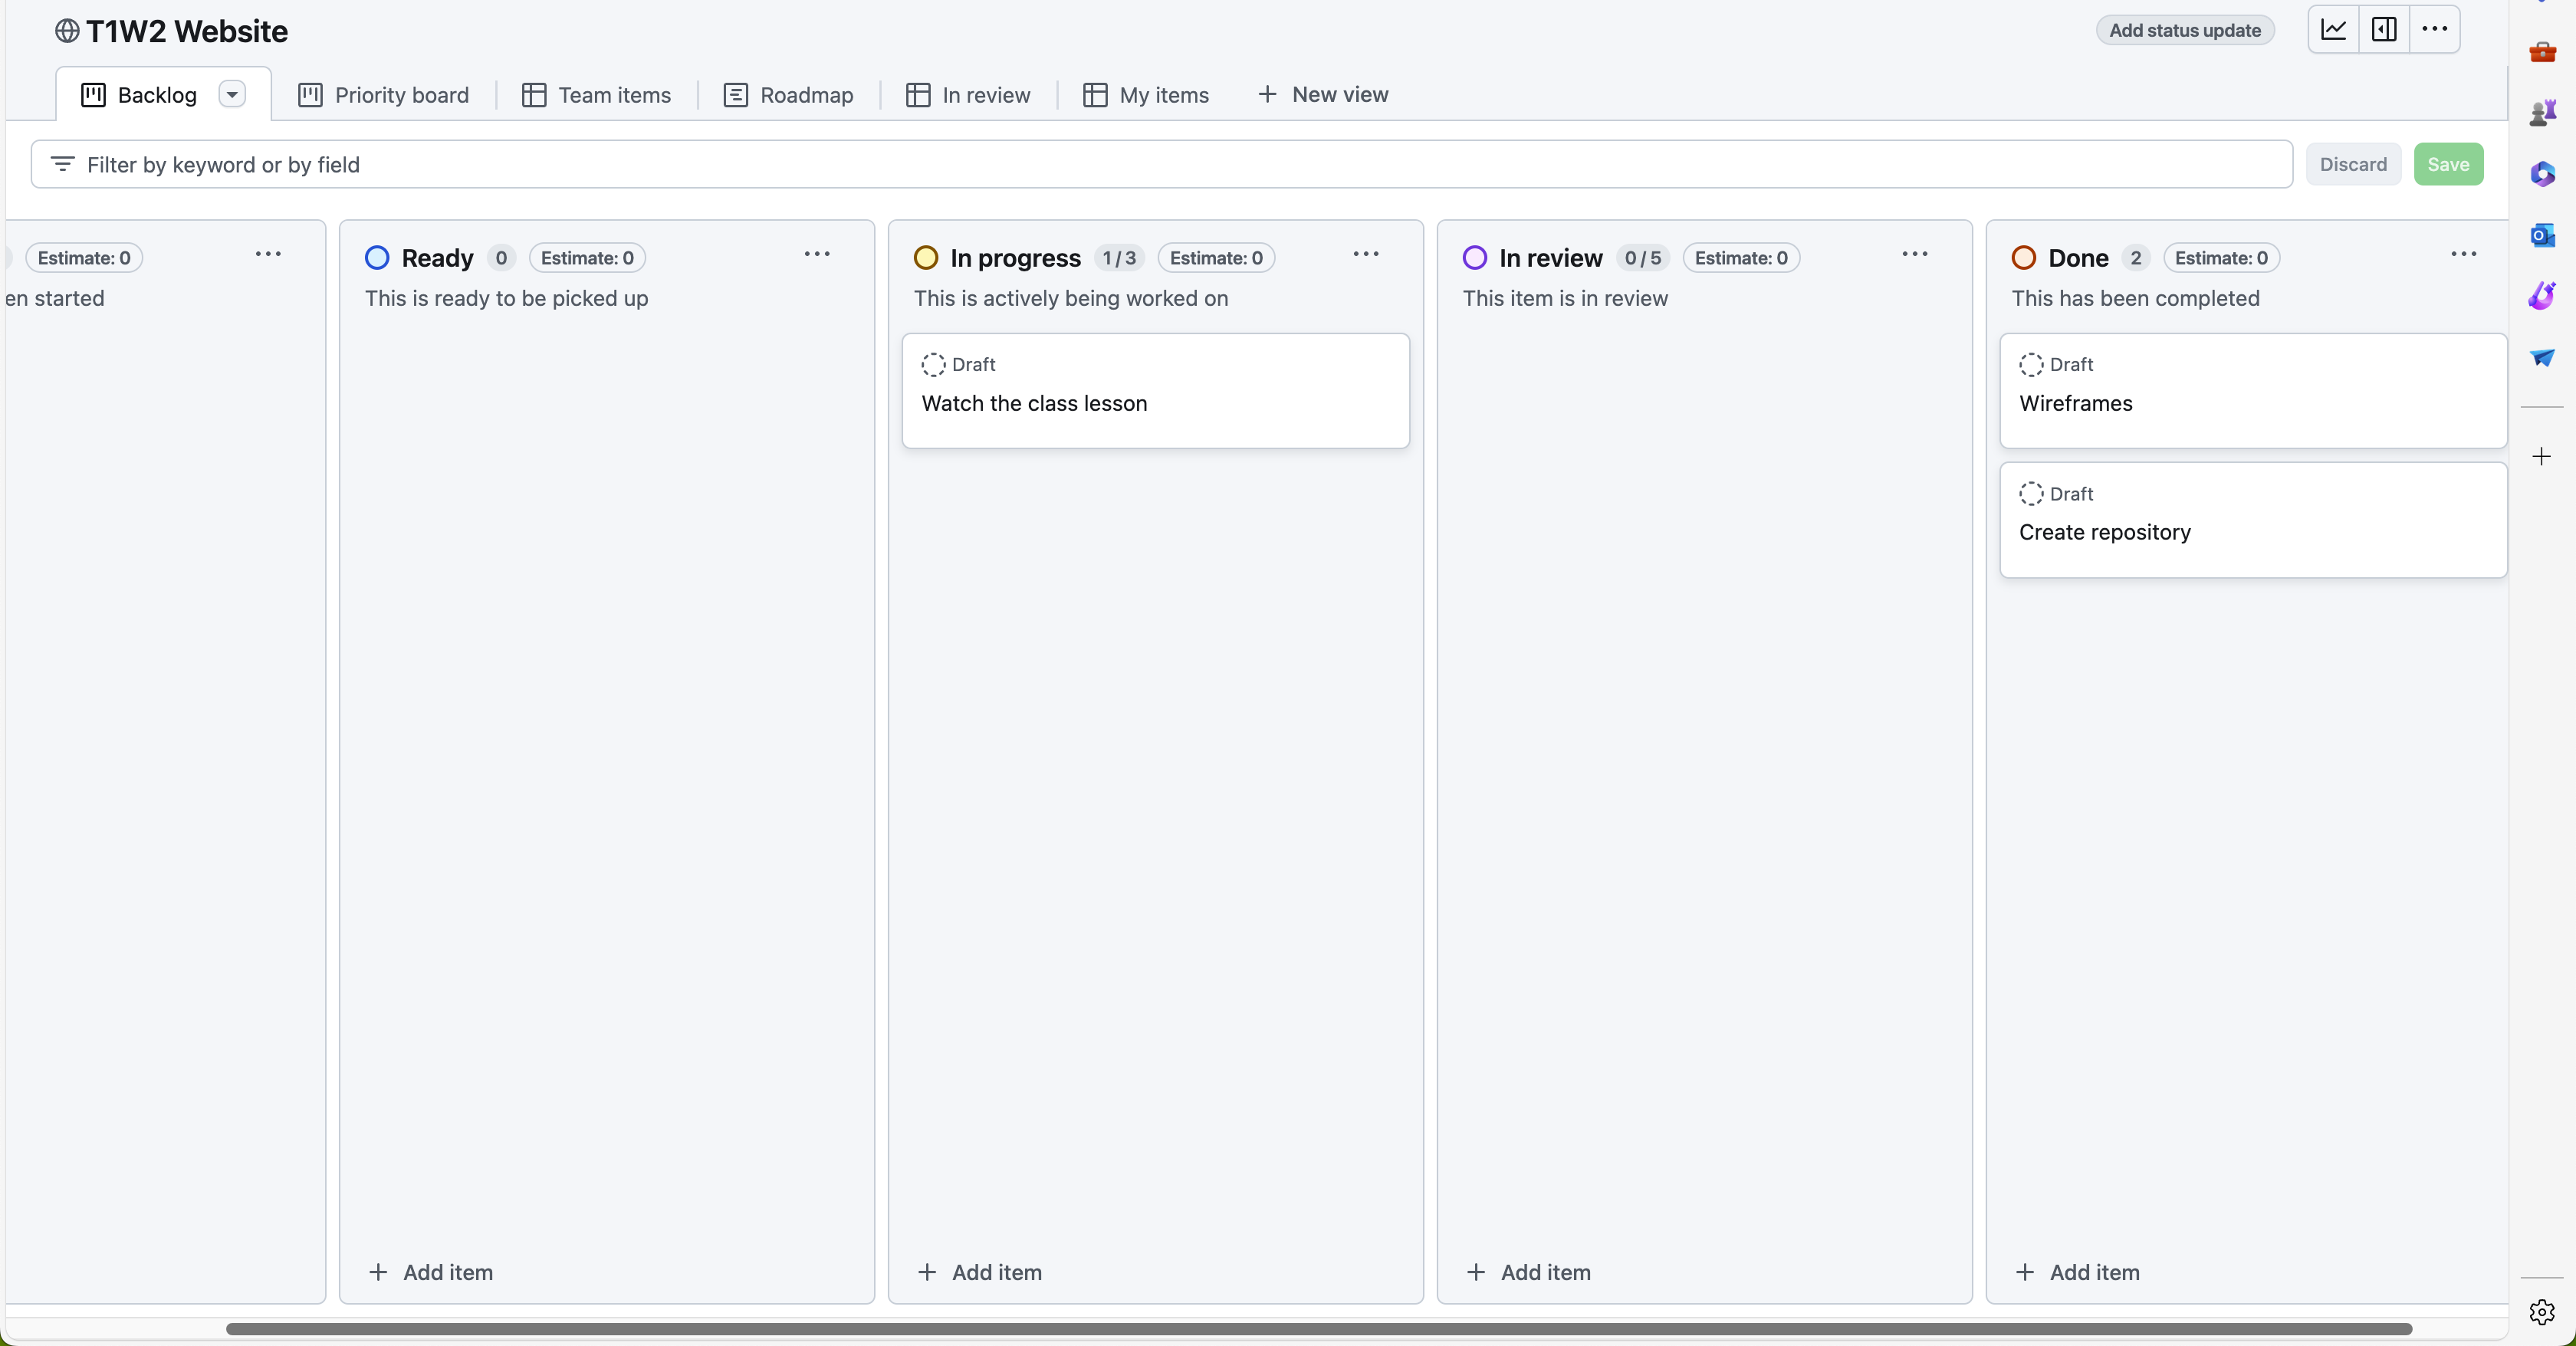 T1W2 Website
Add status update
Backlog
Priority board
Team items
Roadmap
In review
My items
New view
Filter by keyword or by field
Discard
Save
Estimate: 0
en started
Ready 0 Estimate: 0
This is ready to be picked up
Add item
In progress 1 / 3 Estimate: 0
This is actively being worked on
Draft
Watch the class lesson
Add item
In review 0 / 5 Estimate: 0
This item is in review
Add item
Done 2 Estimate: 0
This has been completed
Draft
Wireframes
Draft
Create repository
Add item